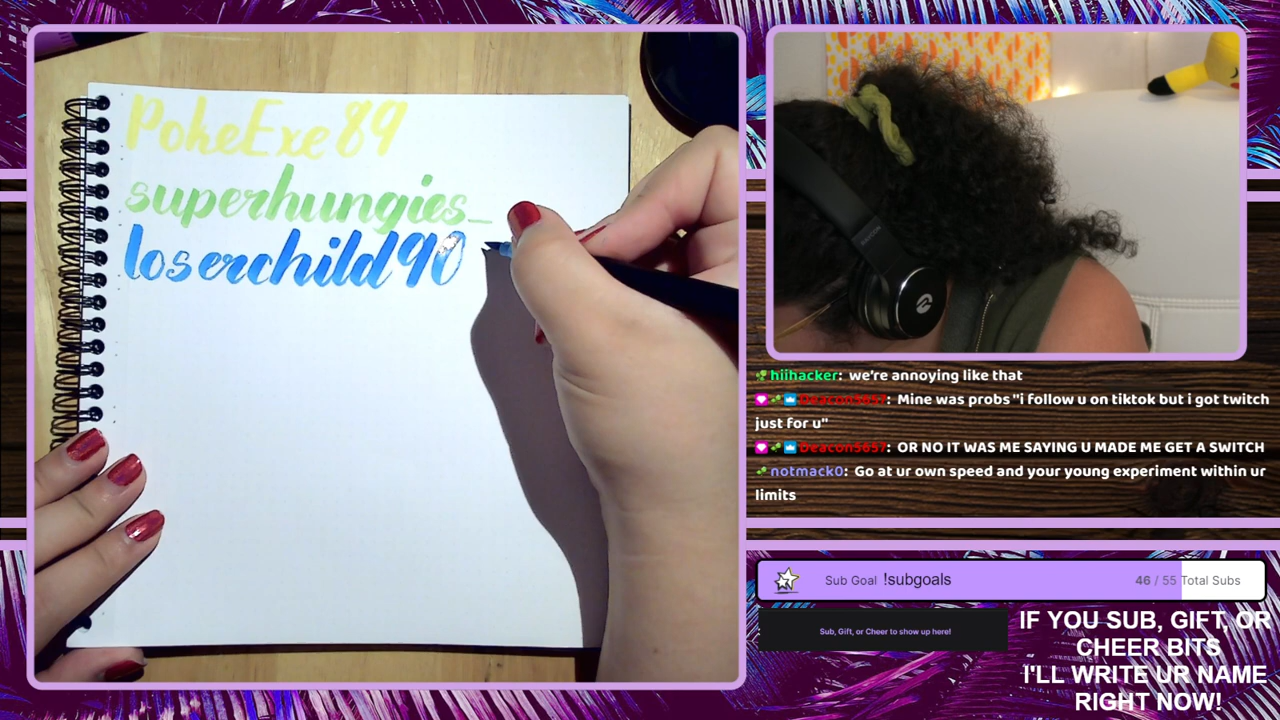 PokeExe89
superhungies_
loserchild90
hiihacker: we're annoying like that
Deacon5657: Mine was probs "i follow u on tiktok but i got twitch
just for u"
Deacon5657: OR NO IT WAS ME SAYING U MADE ME GET A SWITCH
notmack0: Go at ur own speed and your young experiment within ur
limits
Sub Goal !subgoals 46 / 55 Total Subs
Sub, Gift, or Cheer to show up here!
IF YOU SUB, GIFT, OR
CHEER BITS
I'LL WRITE UR NAME
RIGHT NOW!